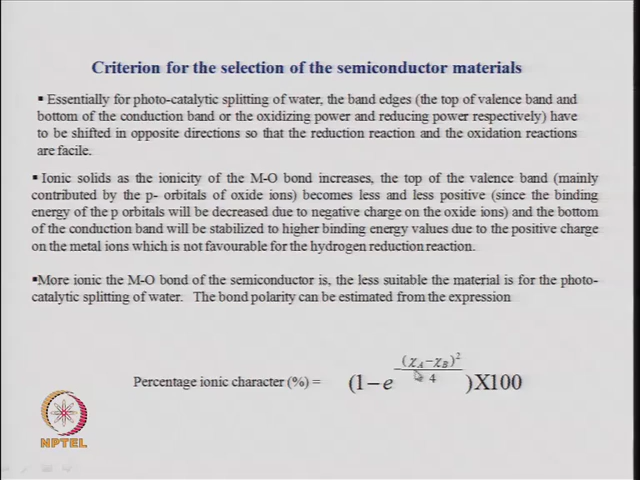 Criterion for the selection of the semiconductor materials
▪ Essentially for photo-catalytic splitting of water, the band edges (the top of valence band and
bottom of the conduction band or the oxidizing power and reducing power respectively) have
to be shifted in opposite directions so that the reduction reaction and the oxidation reactions
are facile.
▪ Ionic solids as the ionicity of the M-O bond increases, the top of the valence band (mainly
contributed by the p- orbitals of oxide ions) becomes less and less positive (since the binding
energy of the p orbitals will be decreased due to negative charge on the oxide ions) and the bottom
of the conduction band will be stabilized to higher binding energy values due to the positive charge
on the metal ions which is not favourable for the hydrogen reduction reaction.
▪More ionic the M-O bond of the semiconductor is, the less suitable the material is for the photo-
catalytic splitting of water. The bond polarity can be estimated from the expression
Percentage ionic character (%) = (1−e^{−(χ_A−χ_B)²/4})X100
NPTEL